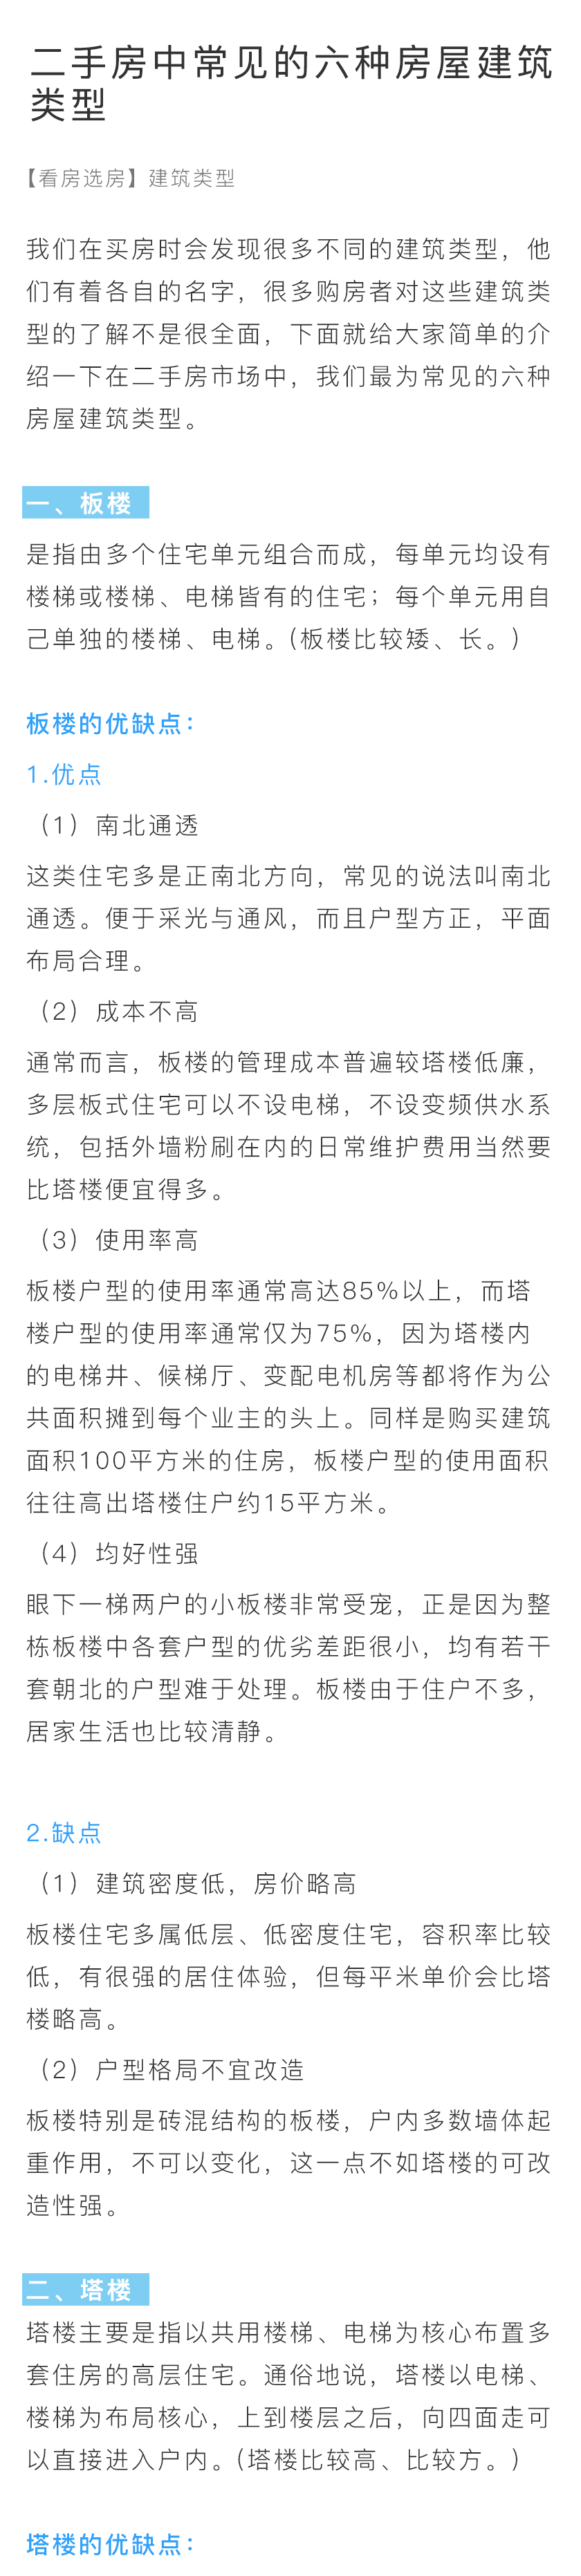 二手房中常见的六种房屋建筑
类型
【看房选房】建筑类型
我们在买房时会发现很多不同的建筑类型，他
们有着各自的名字，很多购房者对这些建筑类
型的了解不是很全面，下面就给大家简单的介
绍一下在二手房市场中，我们最为常见的六种
房屋建筑类型。
一、板楼
是指由多个住宅单元组合而成，每单元均设有
楼梯或楼梯、电梯皆有的住宅；每个单元用自
己单独的楼梯、电梯。（板楼比较矮、长。）
板楼的优缺点：
1.优点
（1）南北通透
这类住宅多是正南北方向，常见的说法叫南北
通透。便于采光与通风，而且户型方正，平面
布局合理。
（2）成本不高
通常而言，板楼的管理成本普遍较塔楼低廉，
多层板式住宅可以不设电梯，不设变频供水系
统，包括外墙粉刷在内的日常维护费用当然要
比塔楼便宜得多。
（3）使用率高
板楼户型的使用率通常高达85%以上，而塔
楼户型的使用率通常仅为75%，因为塔楼内
的电梯井、候梯厅、变配电机房等都将作为公
共面积摊到每个业主的头上。同样是购买建筑
面积100平方米的住房，板楼户型的使用面积
往往高出塔楼住户约15平方米。
（4）均好性强
眼下一梯两户的小板楼非常受宠，正是因为整
栋板楼中各套户型的优劣差距很小，均有若干
套朝北的户型难于处理。板楼由于住户不多，
居家生活也比较清静。
2.缺点
（1）建筑密度低，房价略高
板楼住宅多属低层、低密度住宅，容积率比较
低，有很强的居住体验，但每平米单价会比塔
楼略高。
（2）户型格局不宜改造
板楼特别是砖混结构的板楼，户内多数墙体起
重作用，不可以变化，这一点不如塔楼的可改
造性强。
二、塔楼
塔楼主要是指以共用楼梯、电梯为核心布置多
套住房的高层住宅。通俗地说，塔楼以电梯、
楼梯为布局核心，上到楼层之后，向四面走可
以直接进入户内。（塔楼比较高、比较方。）
塔楼的优缺点：